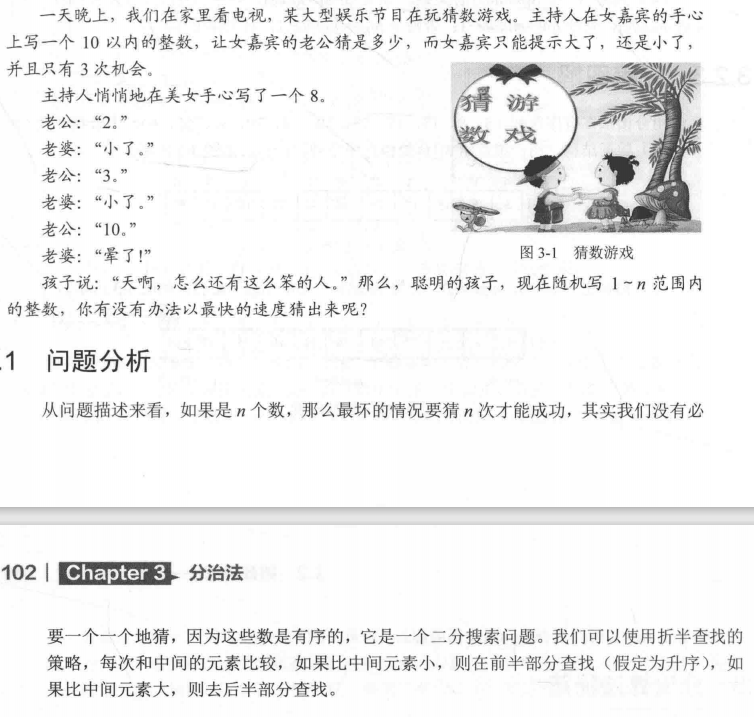 一天晚上，我们在家里看电视，某大型娱乐节目在玩猜数游戏。主持人在女嘉宾的手心
上写一个 10 以内的整数，让女嘉宾的老公猜是多少，而女嘉宾只能提示大了，还是小了，
并且只有 3 次机会。
主持人悄悄地在美女手心写了一个 8。
老公：“2。”
老婆：“小了。”
老公：“3。”
老婆：“小了。”
老公：“10。”
老婆：“晕了!”
猜 游
数 戏
图 3-1 猜数游戏
孩子说：“天啊，怎么还有这么笨的人。”那么，聪明的孩子，现在随机写 1~n 范围内
的整数，你有没有办法以最快的速度猜出来呢？
.1 问题分析
从问题描述来看，如果是 n 个数，那么最坏的情况要猜 n 次才能成功，其实我们没有必
102 | Chapter 3 分治法
要一个一个地猜，因为这些数是有序的，它是一个二分搜索问题。我们可以使用折半查找的
策略，每次和中间的元素比较，如果比中间元素小，则在前半部分查找（假定为升序），如
果比中间元素大，则去后半部分查找。